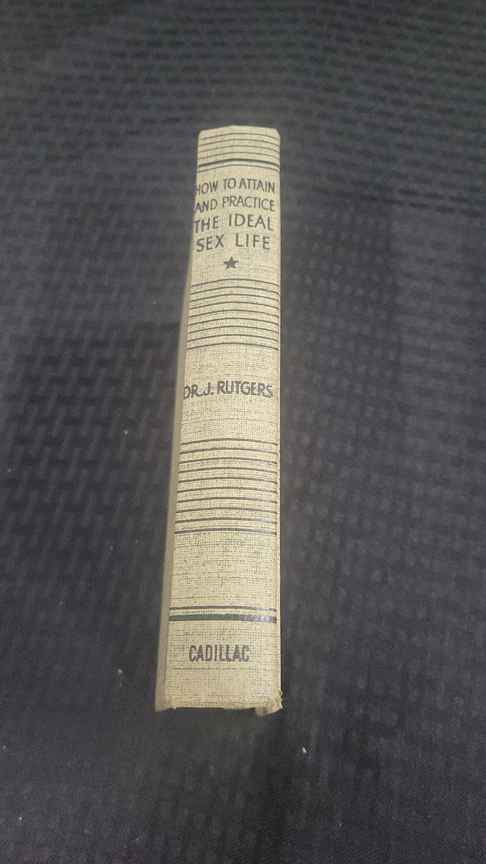 HOW TO ATTAIN
AND PRACTICE
THE IDEAL
SEX LIFE
DR. J. RUTGERS
CADILLAC